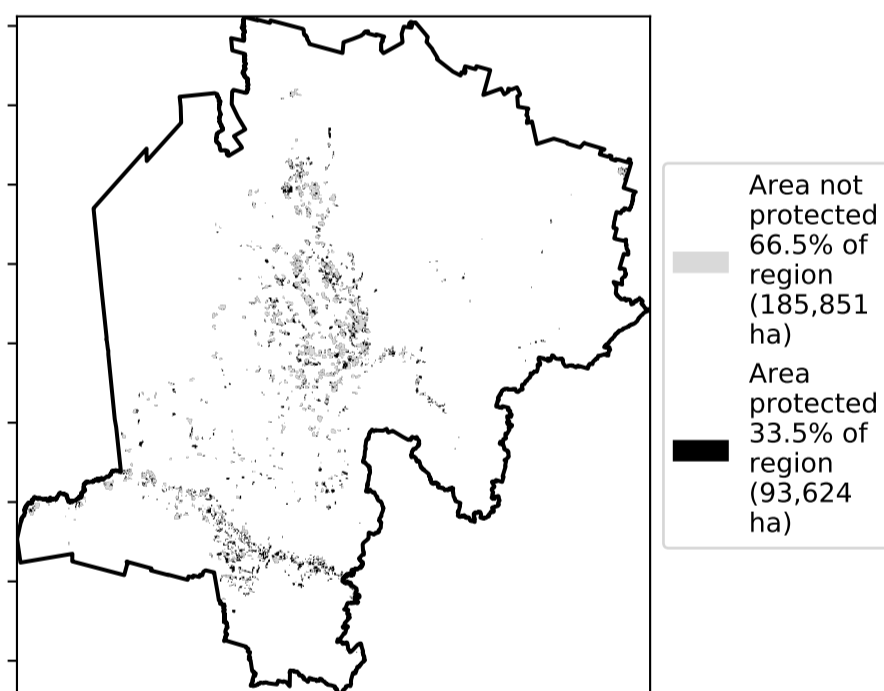 Area not
protected
66.5% of
region
(185,851
ha)
Area
protected
33.5% of
region
(93,624
ha)